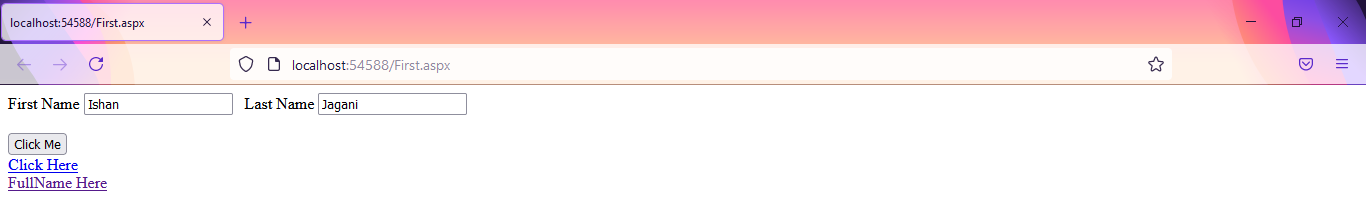 localhost:54588/First.aspx
localhost:54588/First.aspx
First Name Ishan Last Name Jagani
Click Me
Click Here
FullName Here